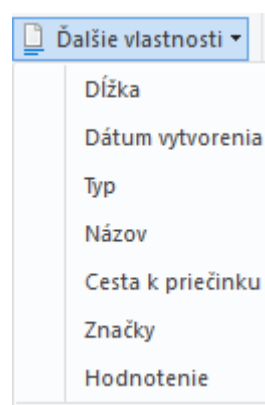 Ďalšie vlastnosti
Dĺžka
Dátum vytvorenia
Typ
Názov
Cesta k priečinku
Značky
Hodnotenie